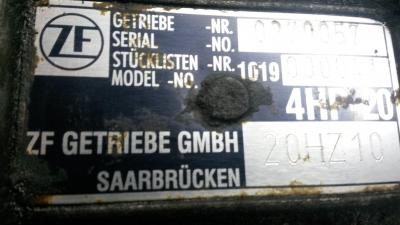 ZF
GETRIEBE -NR.
SERIAL -NO.
STÜCKLISTEN -NR. 1019
MODEL -NO.
4HP 20
ZF GETRIEBE GMBH 20HZ10
SAARBRÜCKEN